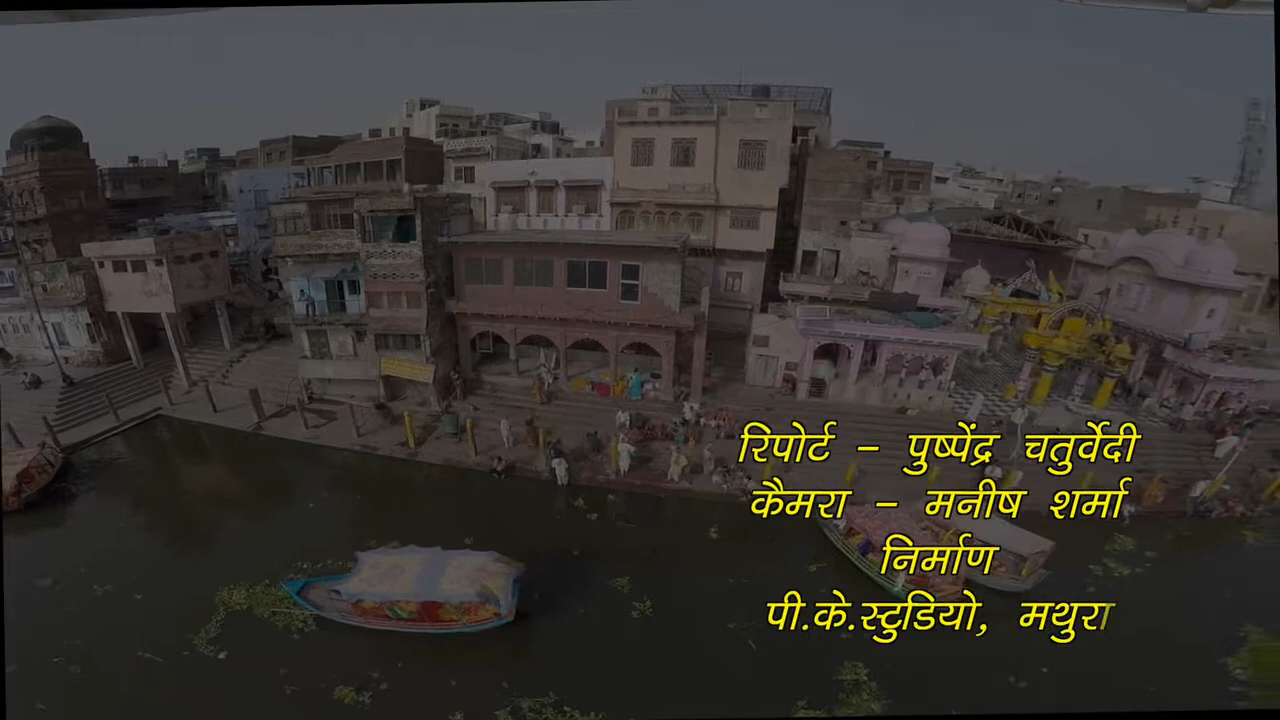 रिपोर्ट - पुष्पेंद्र चतुर्वेदी
कैमरा - मनीष शर्मा
निर्माण
पी.के.स्टुडियो, मथुरा